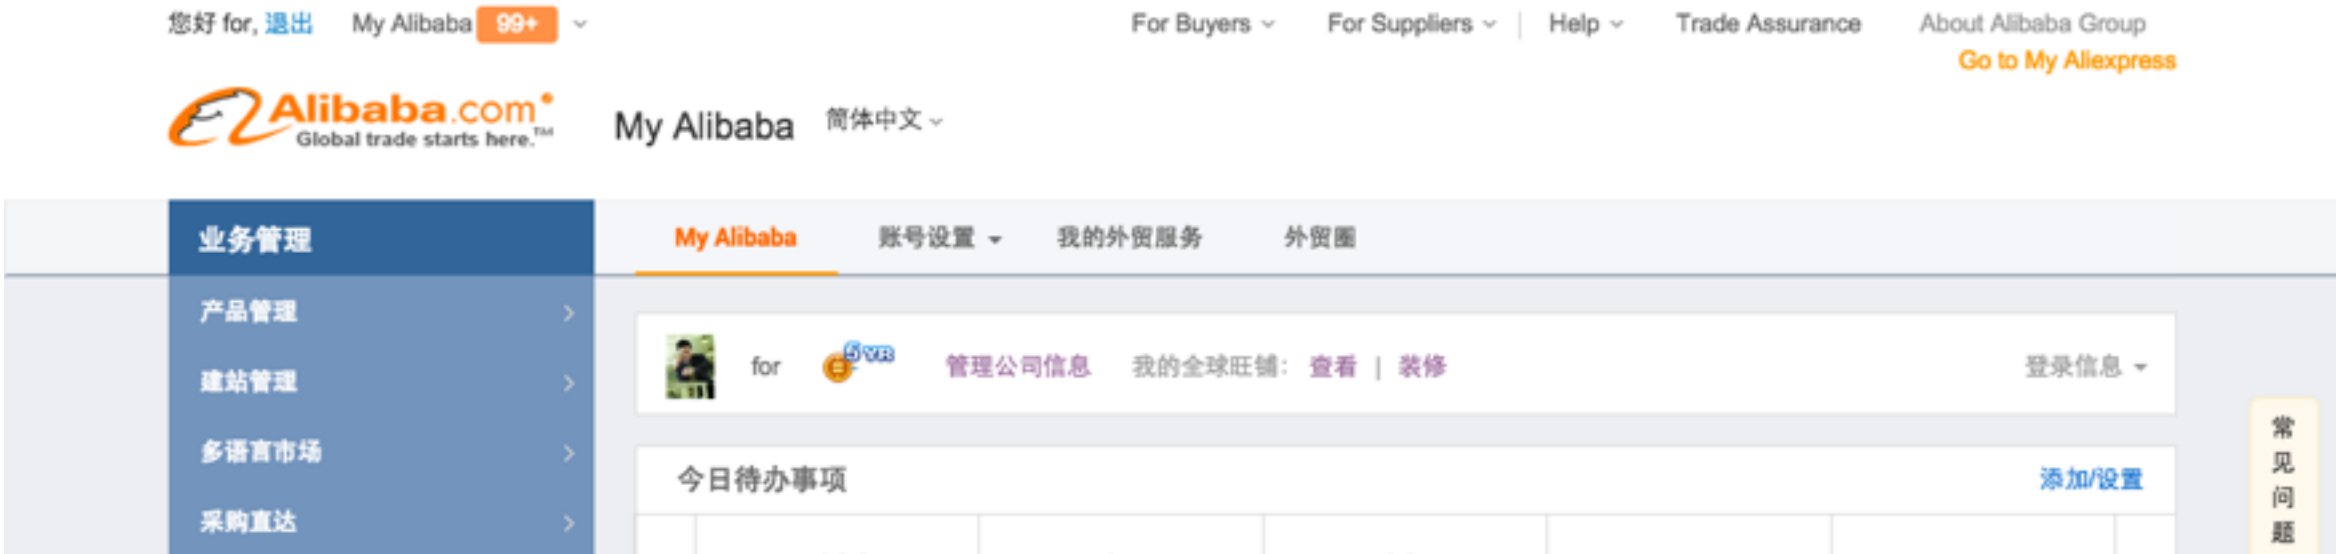 您好 for, 退出 My Alibaba 99+ For Buyers For Suppliers | Help Trade Assurance About Alibaba Group
Go to My Aliexpress
Alibaba.com
Global trade starts here.™
My Alibaba 简体中文
业务管理 My Alibaba 账号设置 我的外贸服务 外贸圈
产品管理
for 5 YR 管理公司信息 我的全球旺铺: 查看 | 装修 登录信息
建站管理
多语言市场
今日待办事项 添加/设置
采购直达
常见问题